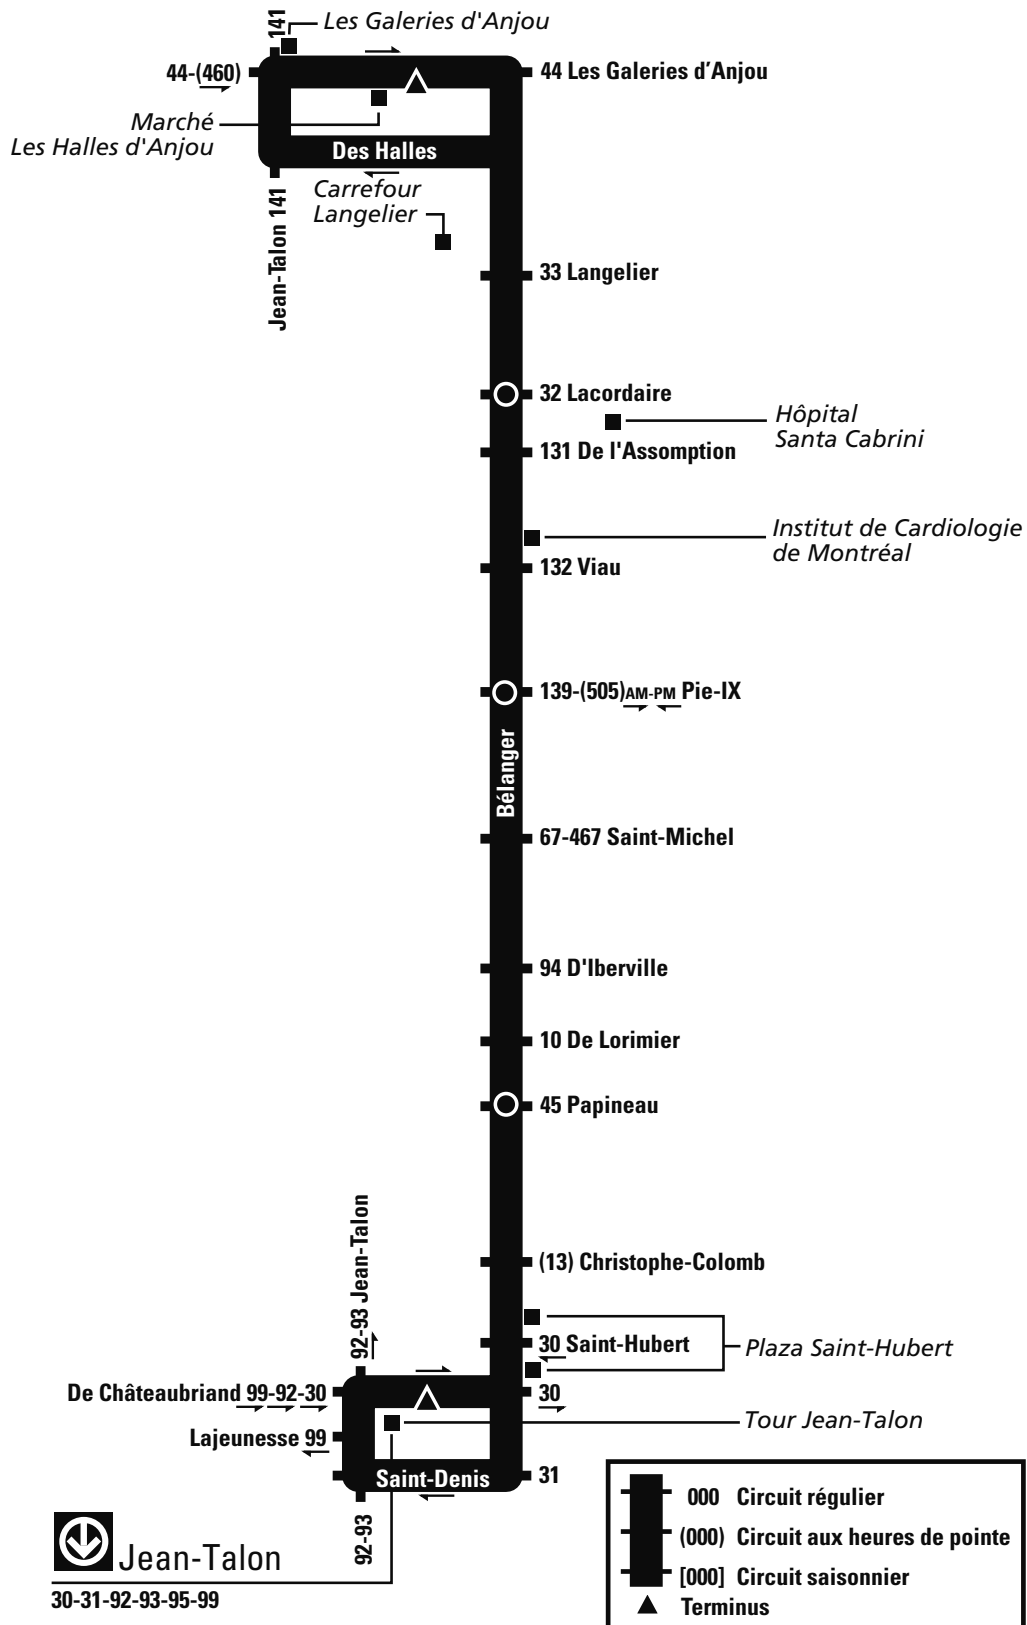 141
Les Galeries d'Anjou
44-(460)
44 Les Galeries d'Anjou
Marché
Les Halles d'Anjou
Des Halles
Carrefour
Langelier
Jean-Talon 141
33 Langelier
32 Lacordaire
Hôpital
Santa Cabrini
131 De l'Assomption
Institut de Cardiologie
de Montréal
132 Viau
139-(505)AM-PM Pie-IX
Bélanger
67-467 Saint-Michel
94 D'Iberville
10 De Lorimier
45 Papineau
92-93 Jean-Talon
(13) Christophe-Colomb
30 Saint-Hubert
Plaza Saint-Hubert
De Châteaubriand 99-92-30
30
Tour Jean-Talon
Lajeunesse 99
Saint-Denis
31
92-93
Jean-Talon
30-31-92-93-95-99
000 Circuit régulier
(000) Circuit aux heures de pointe
[000] Circuit saisonnier
Terminus